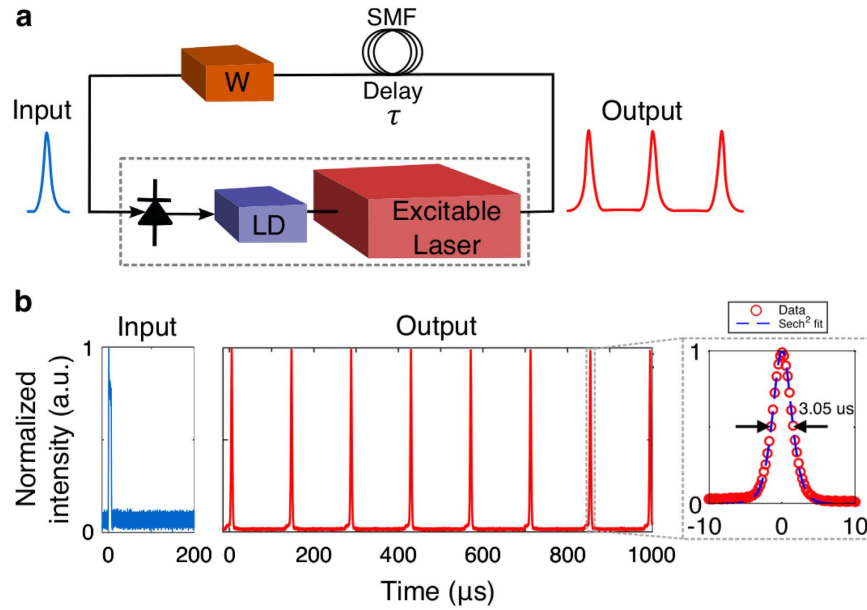 a
SMF
W
Delay
τ
Input
Output
LD
Excitable
Laser
b
Input
Output
Data
Sech² fit
1
0
Normalized
intensity (a.u.)
0
200
0
200
400
600
800
1000
Time (μs)
1
0
3.05 us
-10
0
10